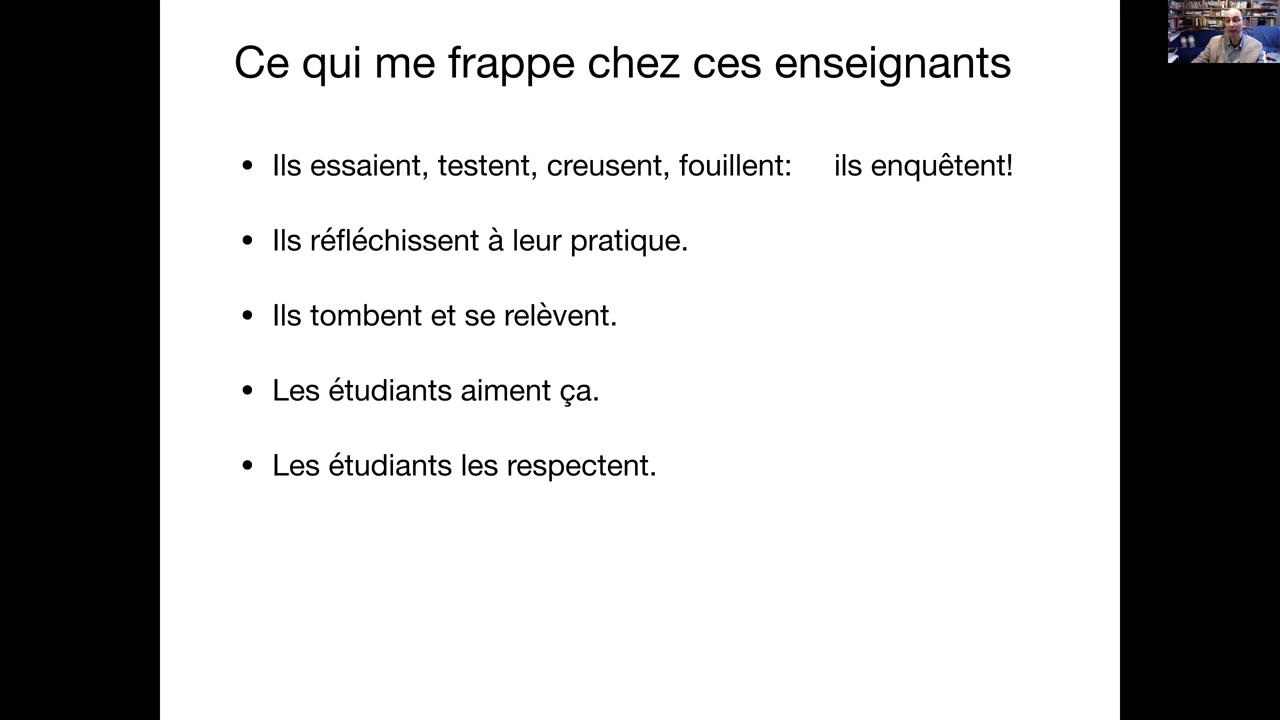 Ce qui me frappe chez ces enseignants
• Ils essaient, testent, creusent, fouillent: ils enquêtent!
• Ils réfléchissent à leur pratique.
• Ils tombent et se relèvent.
• Les étudiants aiment ça.
• Les étudiants les respectent.